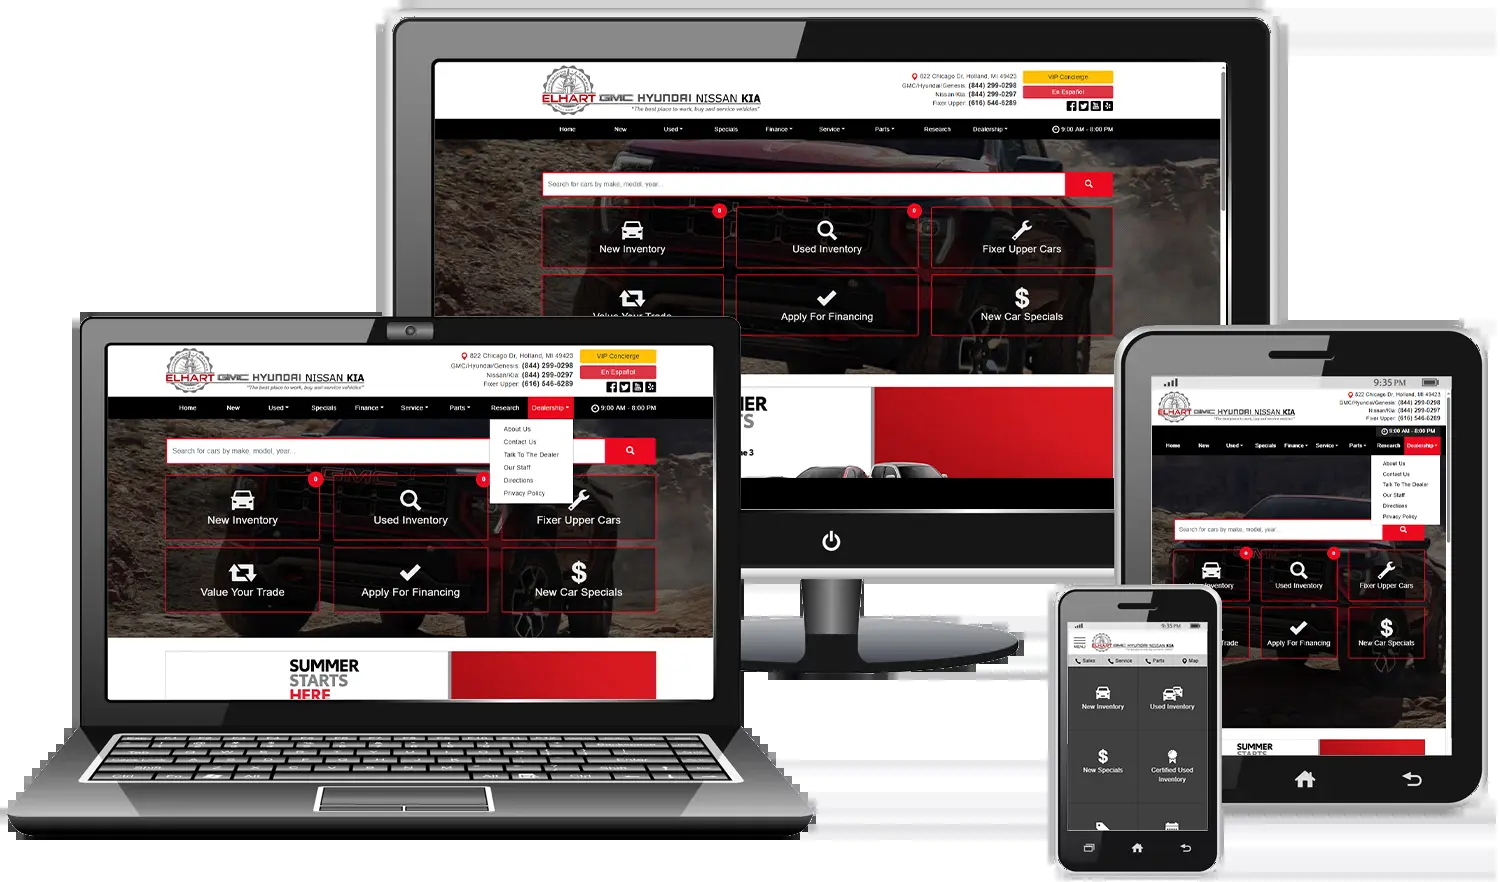 ELHART GMC HYUNDAI NISSAN KIA
"The best place to work, buy and service vehicles"
822 Chicago Dr, Holland, MI 49423
GMC/Hyundai/Genesis: (844) 299-0298
Nissan/Kia: (844) 299-0297
Fixer Upper: (616) 546-6289
VIP Concierge
En Español
Home New Used Specials Finance Service Parts Research Dealership 9:00 AM - 8:00 PM
Search for cars by make, model, year...
0 0
New Inventory Used Inventory Fixer Upper Cars
Value Your Trade Apply For Financing New Car Specials
ER
TS
ne 3
ELHART GMC HYUNDAI NISSAN KIA
"The best place to work, buy and service vehicles"
822 Chicago Dr, Holland, MI 49423
GMC/Hyundai/Genesis: (844) 299-0298
Nissan/Kia: (844) 299-0297
Fixer Upper: (616) 546-6289
VIP Concierge
En Español
Home New Used Specials Finance Service Parts Research Dealership 9:00 AM - 8:00 PM
About Us
Contact Us
Talk To The Dealer
Our Staff
Directions
Privacy Policy
Search for cars by make, model, year...
GMC
0 0
New Inventory Used Inventory Fixer Upper Cars
Value Your Trade Apply For Financing New Car Specials
SUMMER
STARTS
HERE
9:35 PM
ELHART GMC HYUNDAI NISSAN KIA
822 Chicago Dr, Holland, MI 49423
GMC/Hyundai/Genesis: (844) 299-0298
Nissan/Kia: (844) 299-0297
Fixer Upper: (616) 546-6289
9:00 AM - 8:00 PM
Home New Used Specials Finance Service Parts Research Dealership
About Us
Contact Us
Talk To The Dealer
Our Staff
Directions
Privacy Policy
Search for cars by make, model, year...
0 0
Inventory Used Inventory Fixer Upper Cars
Trade Apply For Financing New Car Specials
SUMMER
STARTS
9:35 PM
MENU
ELHART GMC HYUNDAI NISSAN KIA
Sales Service Parts Map
New Inventory Used Inventory
New Specials Certified Used
Inventory